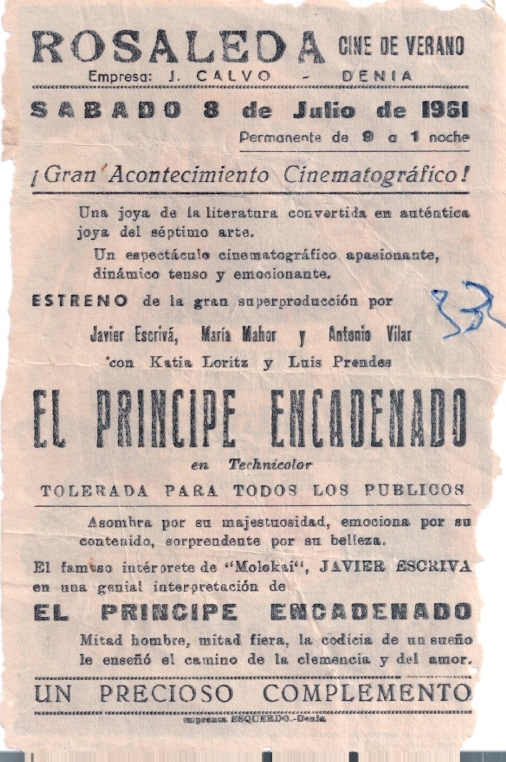 ROSALEDA CINE DE VERANO
Empresa: J. CALVO - DENIA
SABADO 8 de Julio de 1961
Permanente de 9 a 1 noche
¡Gran Acontecimiento Cinematográfico!
Una joya de la literatura convertida en auténtica
joya del séptimo arte.
Un espectáculo cinematográfico apasionante,
dinámico tenso y emocionante.
ESTRENO de la gran superproducción por
Javier Escrivá, María Mahor y Antonio Vilar
con Katia Loritz y Luis Prendes
EL PRINCIPE ENCADENADO
en Technicolor
TOLERADA PARA TODOS LOS PUBLICOS
Asombra por su majestuosidad, emociona por su
contenido, sorprendente por su belleza.
El famoso intérprete de "Molokai", JAVIER ESCRIVA
en una genial interpretación de
EL PRINCIPE ENCADENADO
Mitad hombre, mitad fiera, la codicia de un sueño
le enseñó el camino de la clemencia y del amor.
UN PRECIOSO COMPLEMENTO
Imprenta ESQUERDO.-Denia